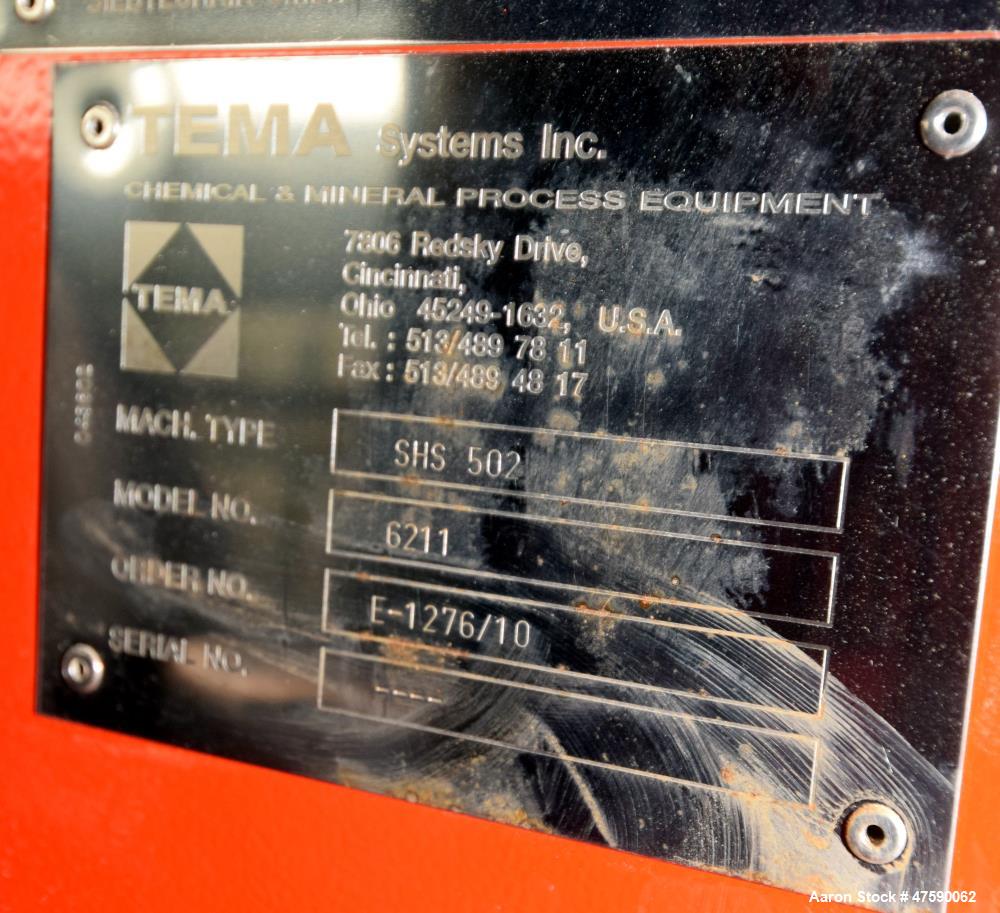 TEMA Systems Inc.
CHEMICAL & MINERAL PROCESS EQUIPMENT
TEMA
7806 Redsky Drive,
Cincinnati,
Ohio 45249-1632, U.S.A.
Tel. : 513/489 78 11
Fax : 513/489 48 17
MACH. TYPE SHS 502
MODEL NO. 6211
ORDER NO. E-1276/10
SERIAL NO. ----
Aaron Stock # 47590062